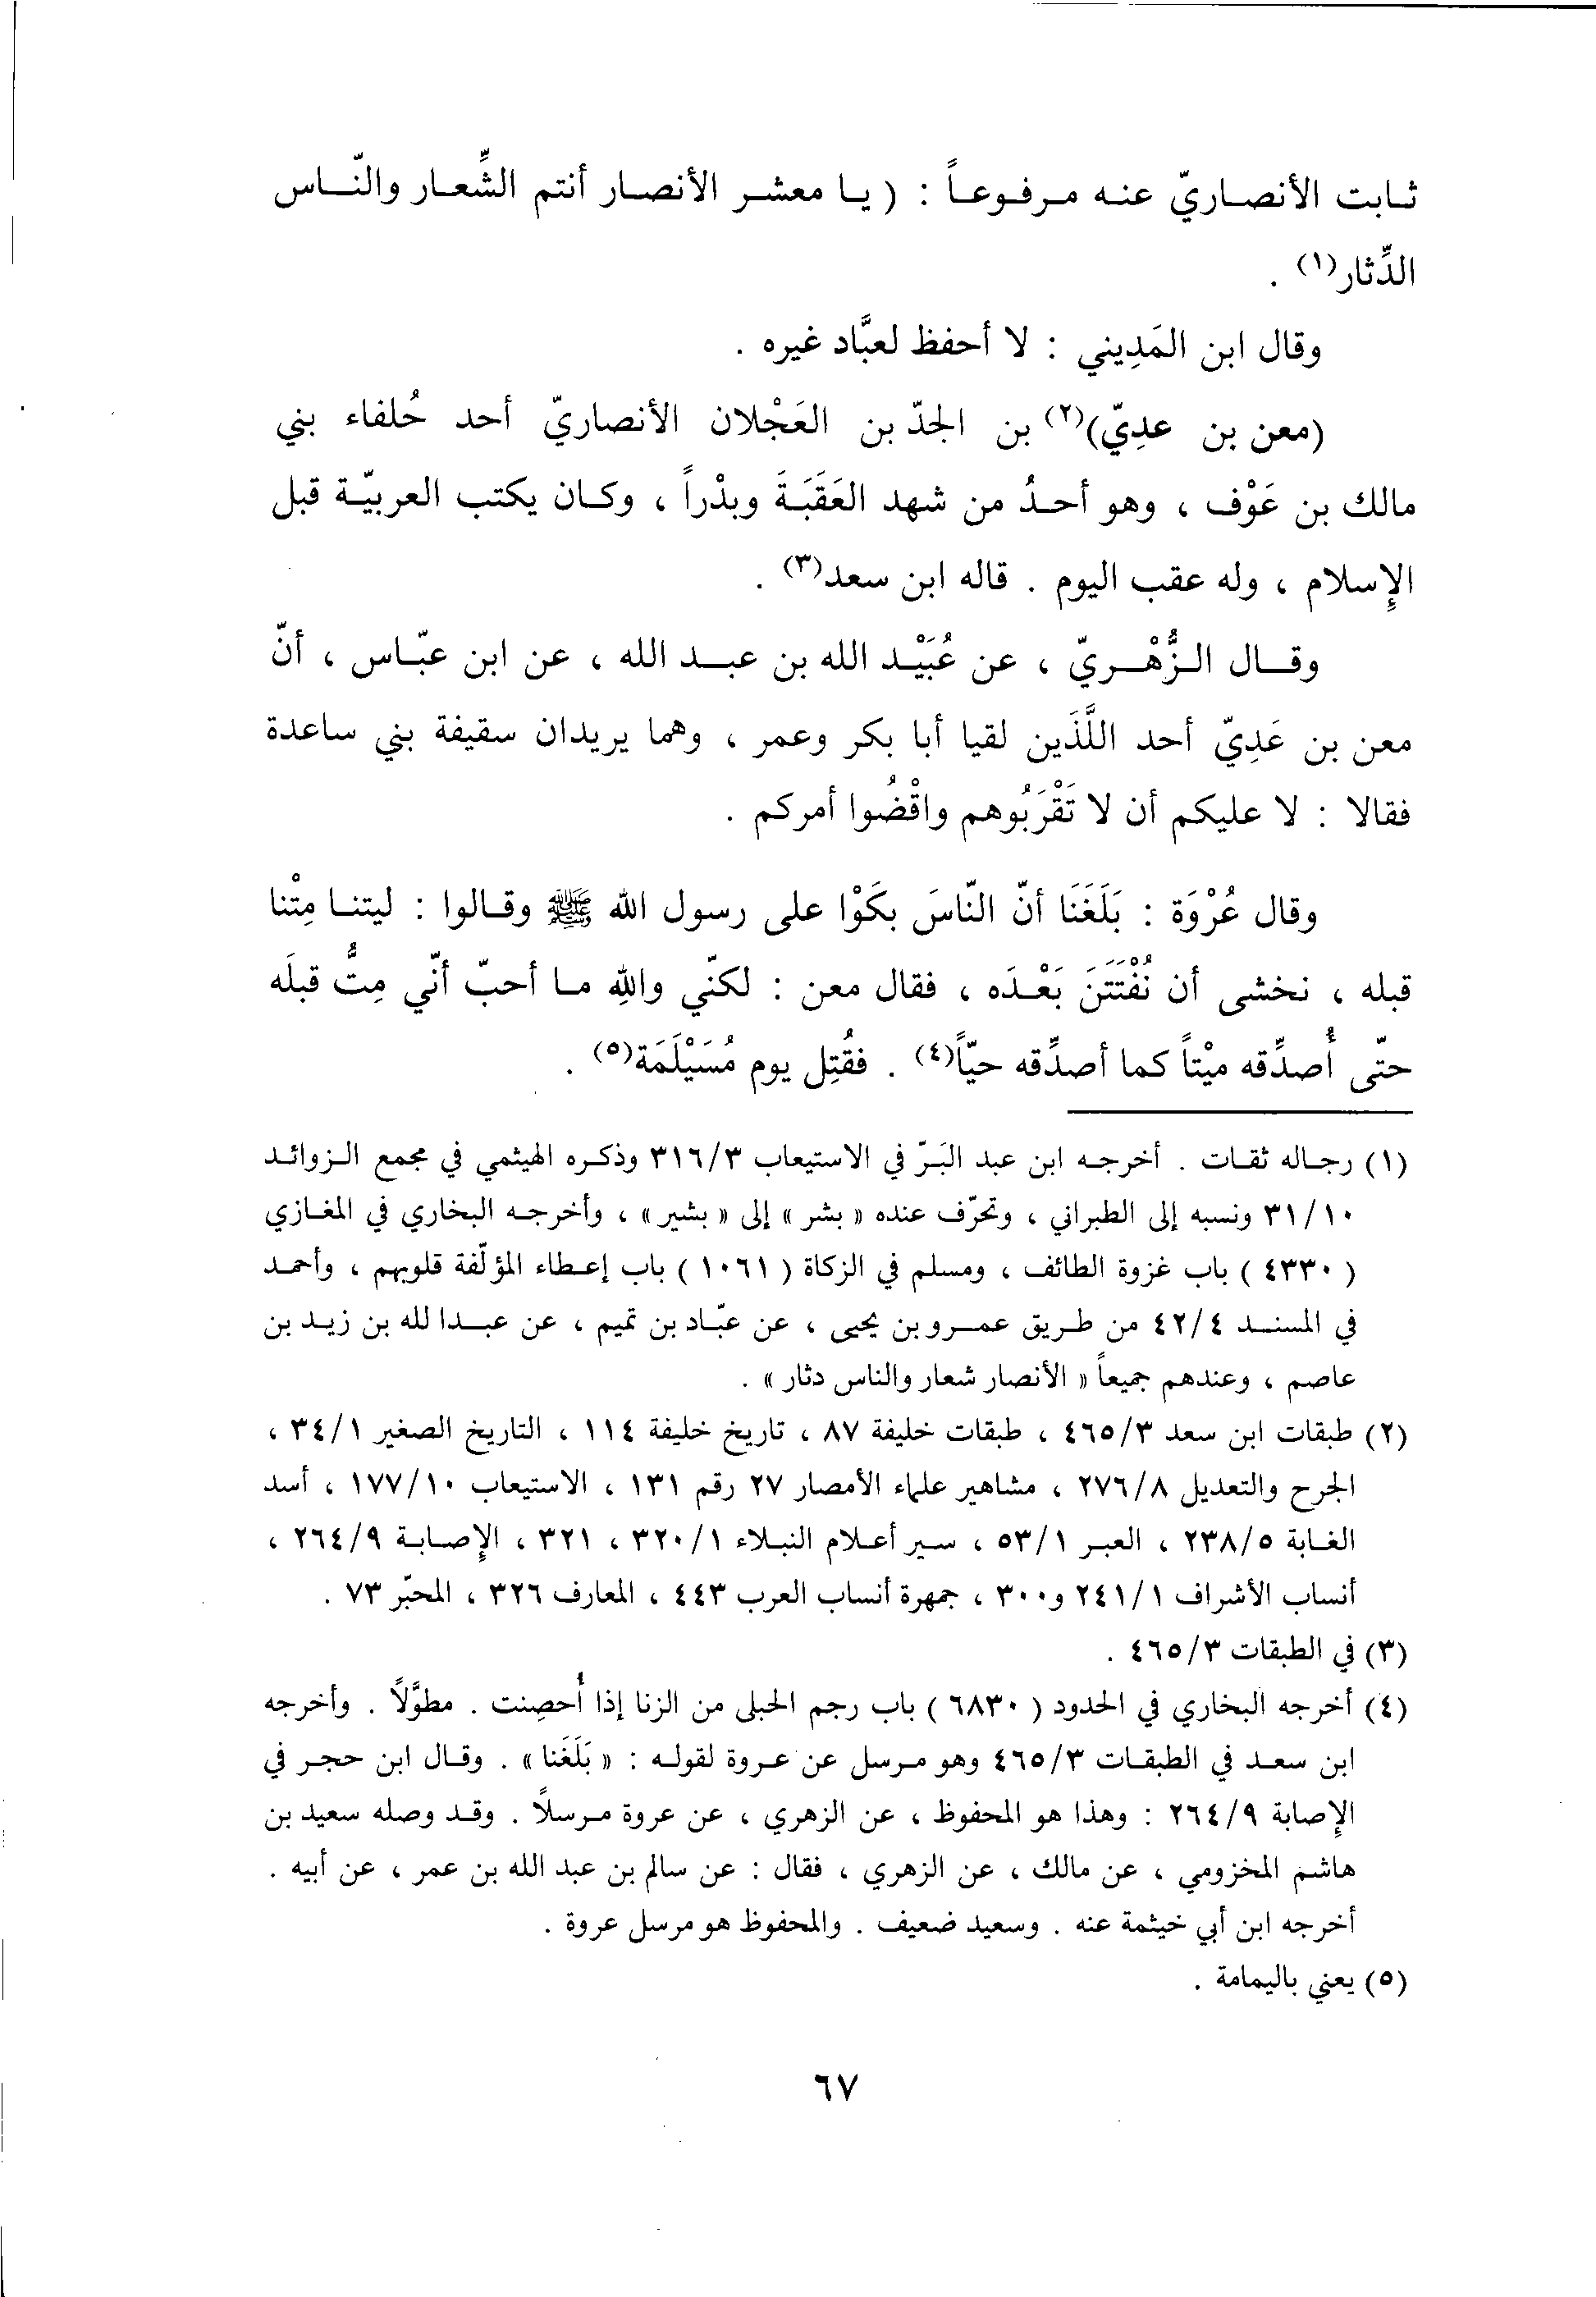 ثابت الأنصاريّ عنه مرفوعاً : ( يا معشر الأنصار أنتم الشِّعار والنّاس
الدِّثار(١) .
وقال ابن المَدِيني : لا أحفظ لعبَّاد غيره .
(معن بن عدِيّ)(٢) بن الجدّ بن العَجْلان الأنصاريّ أحد حُلفاء بني
مالك بن عَوْف ، وهو أحدُ من شهد العَقَبَةَ وبدْراً ، وكان يكتب العربيّة قبل
الإسلام ، وله عقب اليوم . قاله ابن سعد(٣) .
وقال الزُّهْريّ ، عن عُبَيْد الله بن عبد الله ، عن ابن عبّاس ، أنّ
معن بن عَدِيّ أحد اللَّذَين لقيا أبا بكر وعمر ، وهما يريدان سقيفة بني ساعدة
فقالا : لا عليكم أن لا تَقْرَبُوهم واقْضُوا أمركم .
وقال عُرْوَة : بَلَغَنَا أنّ النّاسَ بكَوْا على رسول الله ﷺ وقالوا : ليتنا مِتْنا
قبله ، نخشى أن نُفْتَتَنَ بَعْدَه ، فقال معن : لكنّي واللهِ ما أحبّ أنّي مِتُّ قبلَه
حتّى أُصدِّقه ميْتاً كما أصدِّقه حيّاً(٤) . فقُتِل يوم مُسَيْلَمَة(٥) .
(١) رجاله ثقات . أخرجه ابن عبد البَرّ في الاستيعاب ٣١٦/٣ وذكره الهيثمي في مجمع الزوائد
٣١/١٠ ونسبه إلى الطبراني ، وتحرّف عنده « بشر » إلى « بشير» ، وأخرجه البخاري في المغازي
( ٤٣٣٠ ) باب غزوة الطائف ، ومسلم في الزكاة ( ١٠٦١ ) باب إعطاء المؤلّفة قلوبهم ، وأحمد
في المسند ٤٢/٤ من طريق عمرو بن يحيى ، عن عبّاد بن تميم ، عن عبدا لله بن زيد بن
عاصم ، وعندهم جميعاً « الأنصار شعار والناس دثار» .
(٢) طبقات ابن سعد ٤٦٥/٣ ، طبقات خليفة ٨٧ ، تاريخ خليفة ١١٤ ، التاريخ الصغير ٣٤/١ ،
الجرح والتعديل ٢٧٦/٨ ، مشاهير علماء الأمصار ٢٧ رقم ١٣١ ، الاستيعاب ١٧٧/١٠ ، أسد
الغابة ٢٣٨/٥ ، العبر ٥٣/١ ، سير أعلام النبلاء ٣٢٠/١ ، ٣٢١ ، الإصابة ٢٦٤/٩ ،
أنساب الأشراف ٢٤١/١ و٣٠٠ ، جمهرة أنساب العرب ٤٤٣ ، المعارف ٣٢٦ ، المحبّر ٧٣ .
(٣) في الطبقات ٤٦٥/٣ .
(٤) أخرجه البخاري في الحدود ( ٦٨٣٠ ) باب رجم الحبلى من الزنا إذا أُحصِنت . مطوَّلاً . وأخرجه
ابن سعد في الطبقات ٤٦٥/٣ وهو مرسل عن عروة لقوله : « بَلَغَنا» . وقال ابن حجر في
الإصابة ٢٦٤/٩ : وهذا هو المحفوظ ، عن الزهري ، عن عروة مرسلاً . وقد وصله سعيد بن
هاشم المخزومي ، عن مالك ، عن الزهري ، فقال : عن سالم بن عبد الله بن عمر ، عن أبيه .
أخرجه ابن أبي خيثمة عنه . وسعيد ضعيف . والمحفوظ هو مرسل عروة .
(٥) يعني باليمامة .
٦٧